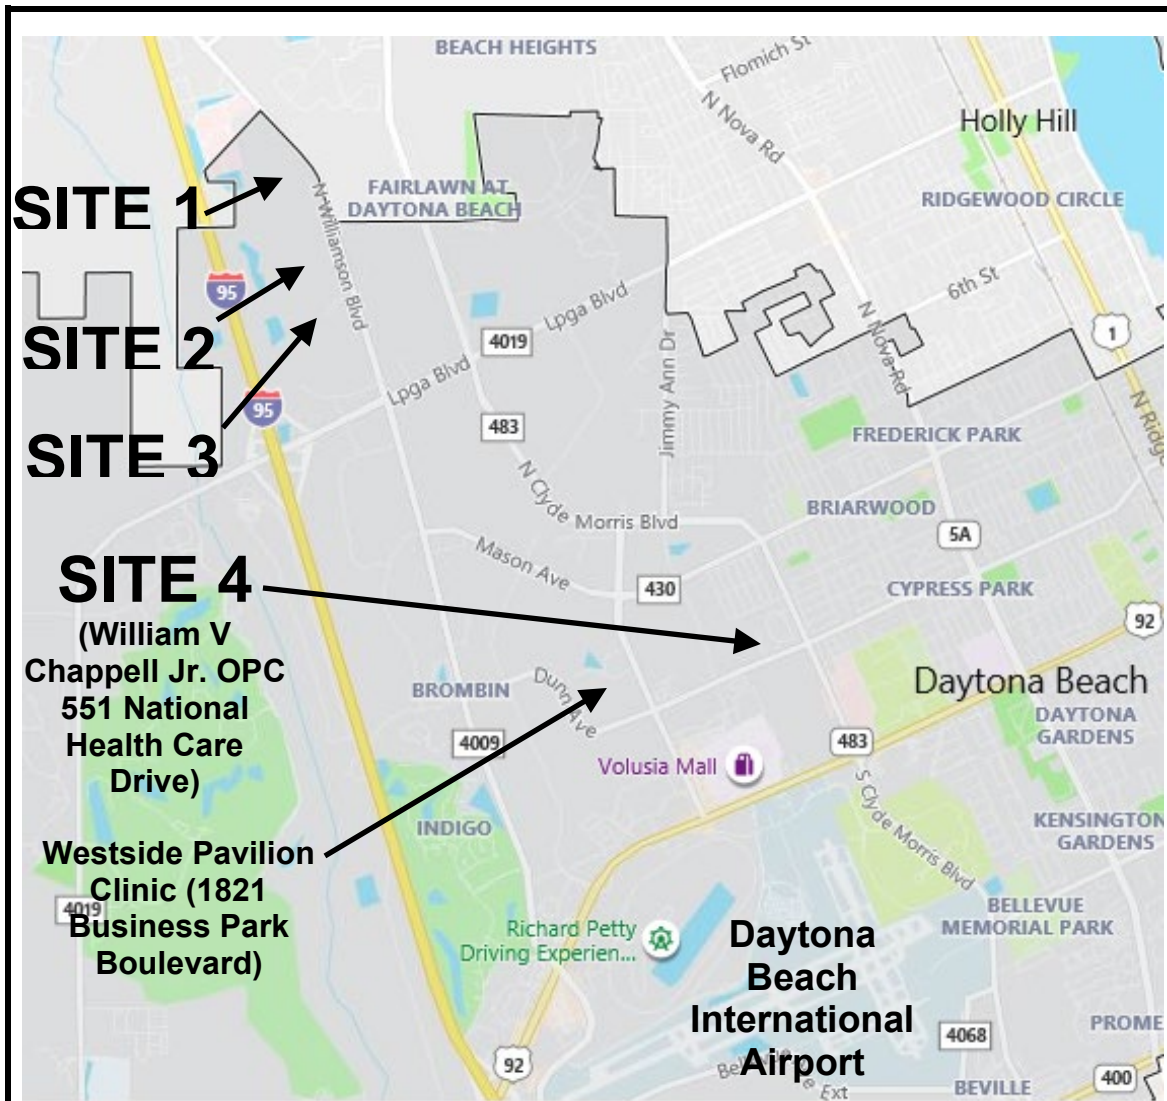 BEACH HEIGHTS
Flomich St
N Nova Rd
Holly Hill
SITE 1
N Williamson Blvd
FAIRLAWN AT
DAYTONA BEACH
RIDGEWOOD CIRCLE
95
6th St
Lpga Blvd
SITE 2
4019
N Nova Rd
1
Jimmy Ann Dr
Lpga Blvd
95
SITE 3
483
FREDERICK PARK
N Clyde
Morris Blvd
BRIARWOOD
5A
Mason Ave
SITE 4
430
CYPRESS PARK
92
(William V
Chappell Jr. OPC
551 National
Health Care
Drive)
BROMBIN
Dunn Ave
Daytona Beach
DAYTONA
GARDENS
4009
483
Volusia Mall
S Clyde Morris Blvd
INDIGO
KENSINGTON
GARDENS
Westside Pavilion
Clinic (1821
Business Park
Boulevard)
4019
BELLEVUE
MEMORIAL PARK
Richard Petty
Driving Experien...
Daytona
Beach
International
Airport
4068
PROME
92
Ext
BEVILLE
400